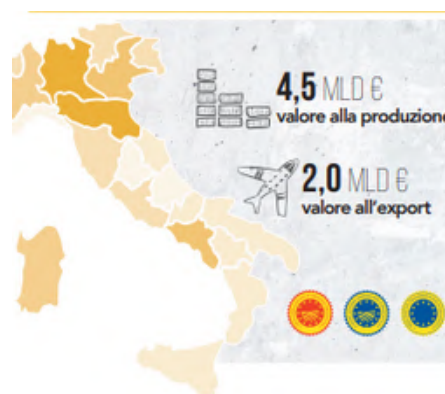 4,5 MLD €
valore alla produzione
2,0 MLD €
valore all'export